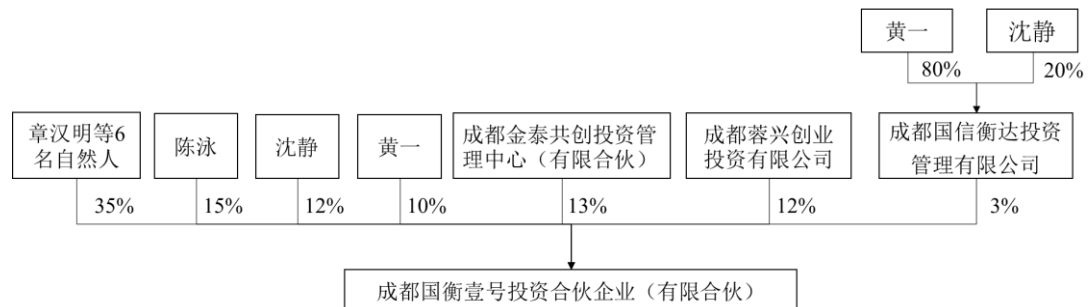 黄一
沈静
80%
20%
章汉明等6
名自然人
陈泳
沈静
黄一
成都金泰共创投资管
理中心（有限合伙）
成都蓉兴创业
投资有限公司
成都国信衡达投资
管理有限公司
35%
15%
12%
10%
13%
12%
3%
成都国衡壹号投资合伙企业（有限合伙）